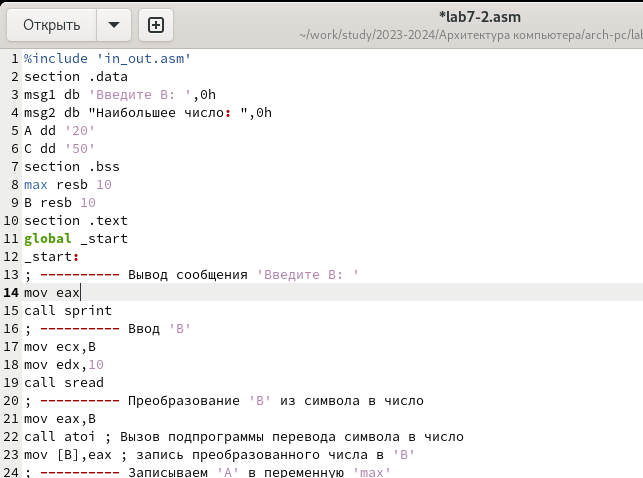 Открыть
*lab7-2.asm
~/work/study/2023-2024/Архитектура компьютера/arch-pc/lab
1 %include 'in_out.asm'
2 section .data
3 msg1 db 'Введите B: ',0h
4 msg2 db "Наибольшее число: ",0h
5 A dd '20'
6 C dd '50'
7 section .bss
8 max resb 10
9 B resb 10
10 section .text
11 global _start
12 _start:
13 ; ---------- Вывод сообщения 'Введите B: '
14 mov eax
15 call sprint
16 ; ---------- Ввод 'B'
17 mov ecx,B
18 mov edx,10
19 call sread
20 ; ---------- Преобразование 'B' из символа в число
21 mov eax,B
22 call atoi ; Вызов подпрограммы перевода символа в число
23 mov [B],eax ; запись преобразованного числа в 'B'
24 ; ---------- Записываем 'A' в переменную 'max'